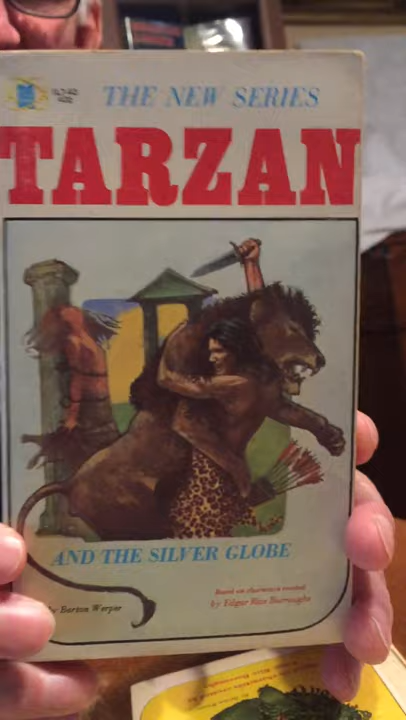 THE NEW SERIES
TARZAN
AND THE SILVER GLOBE
by Barton Werper
Based on characters created
by Edgar Rice Burroughs